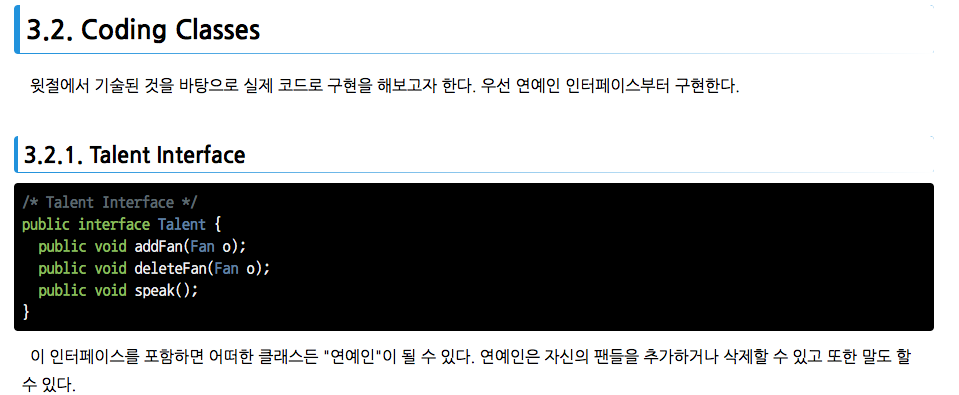 3.2. Coding Classes
윗절에서 기술된 것을 바탕으로 실제 코드로 구현을 해보고자 한다. 우선 연예인 인터페이스부터 구현한다.
3.2.1. Talent Interface
/* Talent Interface */
public interface Talent {
  public void addFan(Fan o);
  public void deleteFan(Fan o);
  public void speak();
}
이 인터페이스를 포함하면 어떠한 클래스든 "연예인"이 될 수 있다. 연예인은 자신의 팬들을 추가하거나 삭제할 수 있고 또한 말도 할
수 있다.